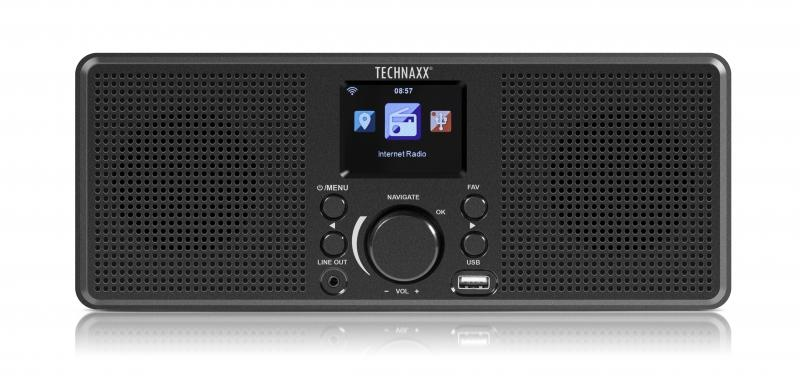 TECHNAXX®
08:57
Internet Radio
⏻/MENU
NAVIGATE
FAV
OK
◀
▶
LINE OUT
USB
− VOL +